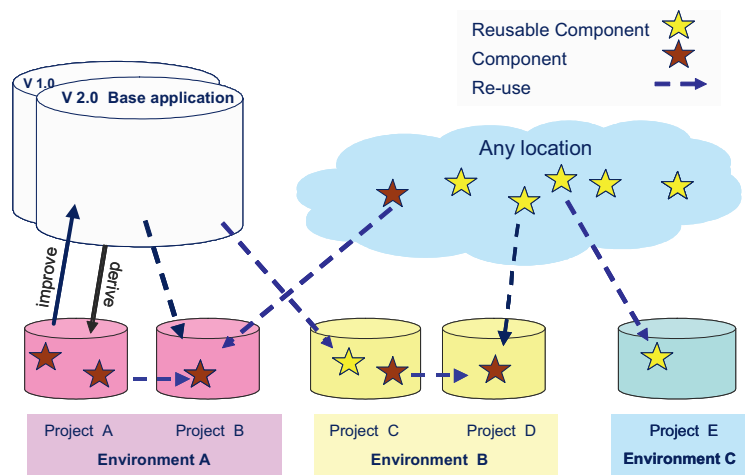 Reusable Component
Component
Re-use
V 1.0
V 2.0 Base application
Any location
improve
derive
Project A
Project B
Project C
Project D
Project E
Environment A
Environment B
Environment C